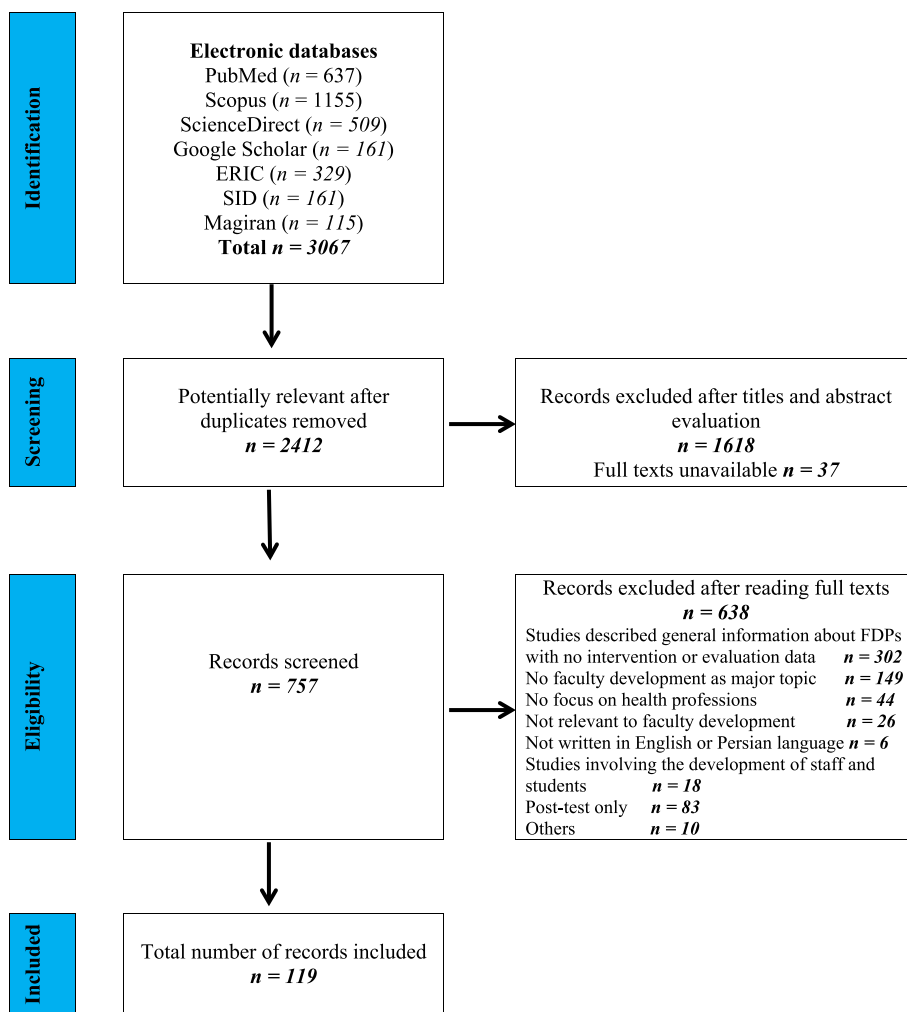 Identification
Electronic databases
PubMed (n = 637)
Scopus (n = 1155)
ScienceDirect (n = 509)
Google Scholar (n = 161)
ERIC (n = 329)
SID (n = 161)
Magiran (n = 115)
Total n = 3067
Screening
Potentially relevant after
duplicates removed
n = 2412
Records excluded after titles and abstract
evaluation
n = 1618
Full texts unavailable n = 37
Eligibility
Records screened
n = 757
Records excluded after reading full texts
n = 638
Studies described general information about FDPs
with no intervention or evaluation data n = 302
No faculty development as major topic n = 149
No focus on health professions n = 44
Not relevant to faculty development n = 26
Not written in English or Persian language n = 6
Studies involving the development of staff and
students n = 18
Post-test only n = 83
Others n = 10
Included
Total number of records included
n = 119